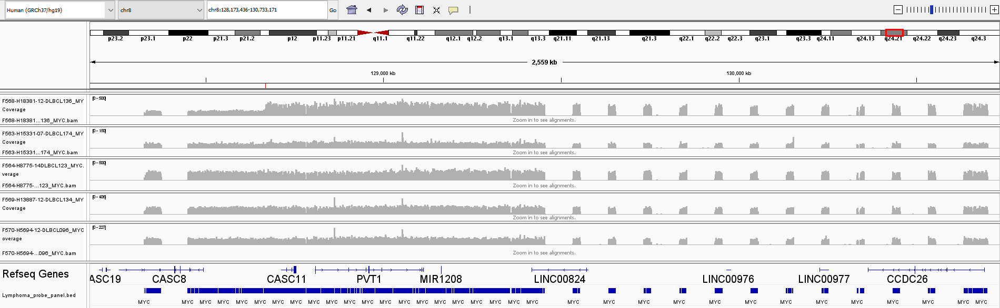 Human (GRCh37/hg19) chr8 chr8:128,173,436-130,733,171 Go
p23.2 p23.1 p22 p21.3 p21.2 p12 p11.23 p11.21 q11.1 q11.22 q12.1 q12.2 q13.1 q13.3 q21.11 q21.13 q21.3 q22.1 q22.2 q22.3 q23.1 q23.3 q24.11 q24.13 q24.21 q24.22 q24.23 q24.3
2,559 kb
129,000 kb 130,000 kb
F568-H18381-12-DLBCL136_MY [0 - 500]
Coverage
F568-H18381...136_MYC.bam Zoom in to see alignments.
F563-H15331-07-DLBCL174_MY [0 - 150]
Coverage
F563-H15331...174_MYC.bam Zoom in to see alignments.
F564-H8775-14DLBCL123_MYC. [0 - 500]
verage
F564-H8775-...123_MYC.bam Zoom in to see alignments.
F569-H13887-12-DLBCL134_MY [0 - 406]
Coverage
Zoom in to see alignments.
F570-H5694-12-DLBCL096_MYC [0 - 227]
overage
F570-H5694-...096_MYC.bam Zoom in to see alignments.
Refseq Genes
ASC19 CASC8 CASC11 PVT1 MIR1208 LINC00824 LINC00976 LINC00977 CCDC26
Lymphoma_probe_panel.bed
MYC MYC MYC MYC MYC MYC MYC MYC MYC MYC MYC MYC MYC MYC MYC MYC MYC MYC MYC MYC MYC MYC MYC MYC MYC MYC MYC MYC MYC MYC MYC MYC MYC